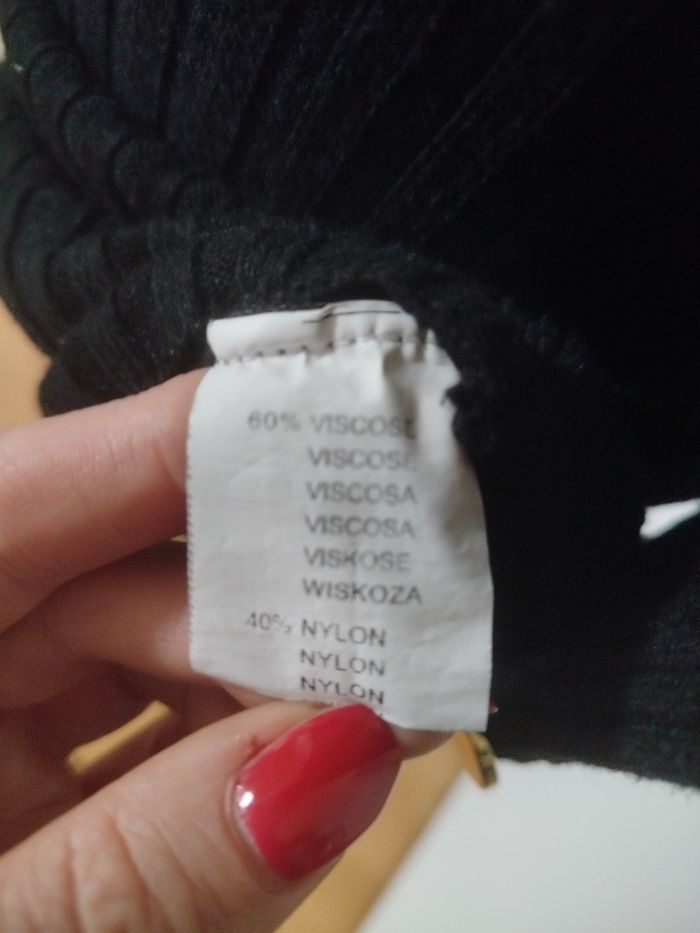 60% VISCOSE
VISCOSE
VISCOSA
VISCOSA
VISKOSE
WISKOZA
40% NYLON
NYLON
NYLON